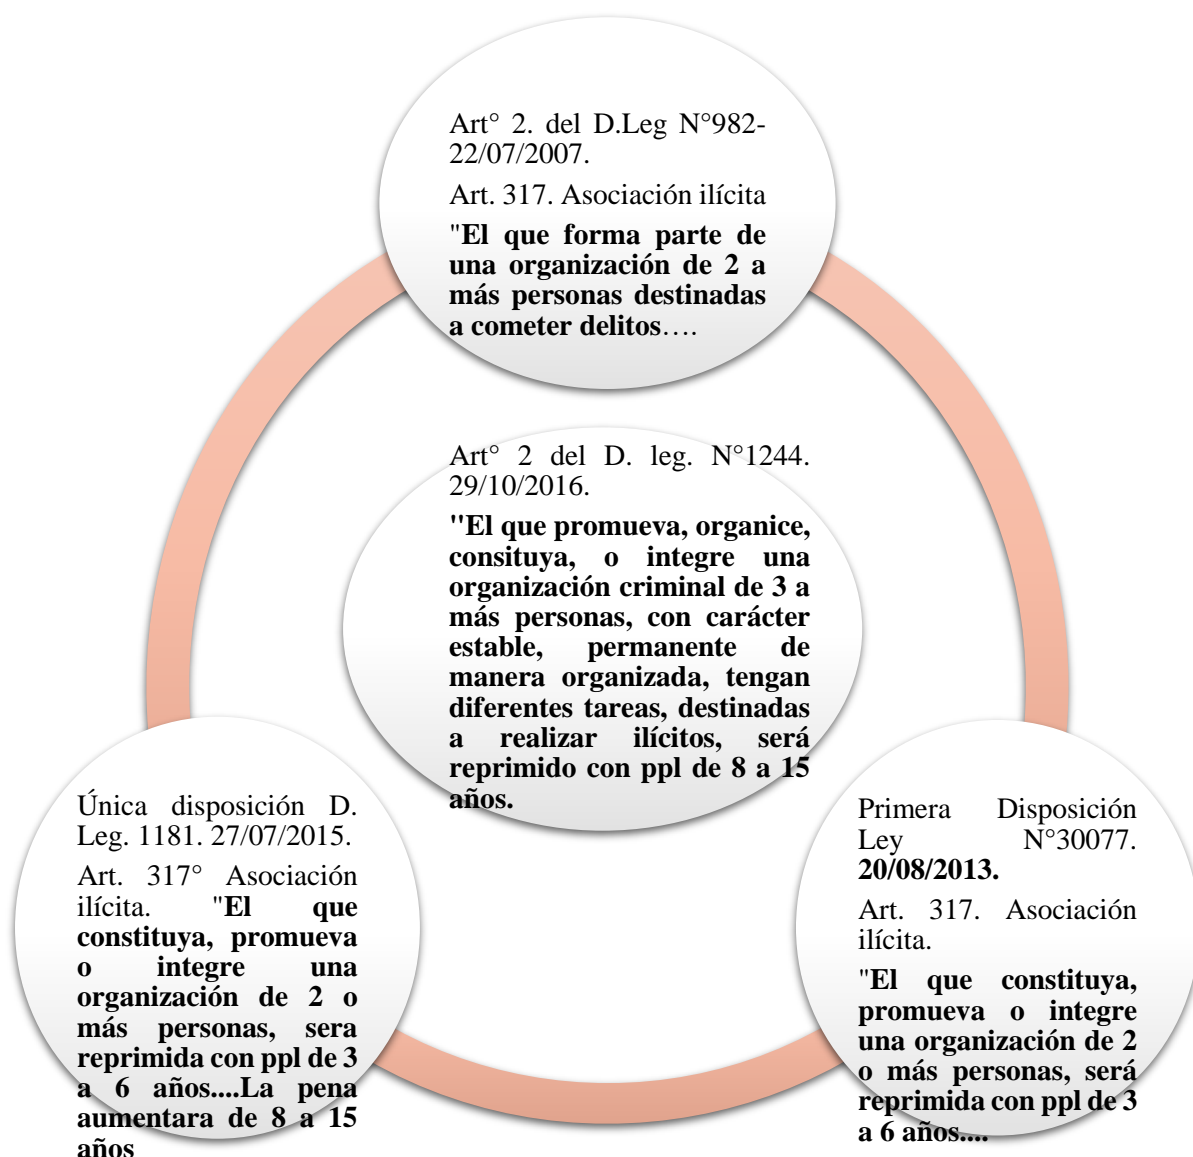 Art° 2. del D.Leg N°982-
22/07/2007.
Art. 317. Asociación ilícita
"El que forma parte de
una organización de 2 a
más personas destinadas
a cometer delitos….
Art° 2 del D. leg. N°1244.
29/10/2016.
"El que promueva, organice,
consituya, o integre una
organización criminal de 3 a
más personas, con carácter
estable, permanente de
manera organizada, tengan
diferentes tareas, destinadas
a realizar ilícitos, será
reprimido con ppl de 8 a 15
años.
Única disposición D.
Leg. 1181. 27/07/2015.
Art. 317° Asociación
ilícita. "El que
constituya, promueva
o integre una
organización de 2 o
más personas, sera
reprimida con ppl de 3
a 6 años....La pena
aumentara de 8 a 15
años
Primera Disposición
Ley N°30077.
20/08/2013.
Art. 317. Asociación
ilícita.
"El que constituya,
promueva o integre
una organización de 2
o más personas, será
reprimida con ppl de 3
a 6 años....